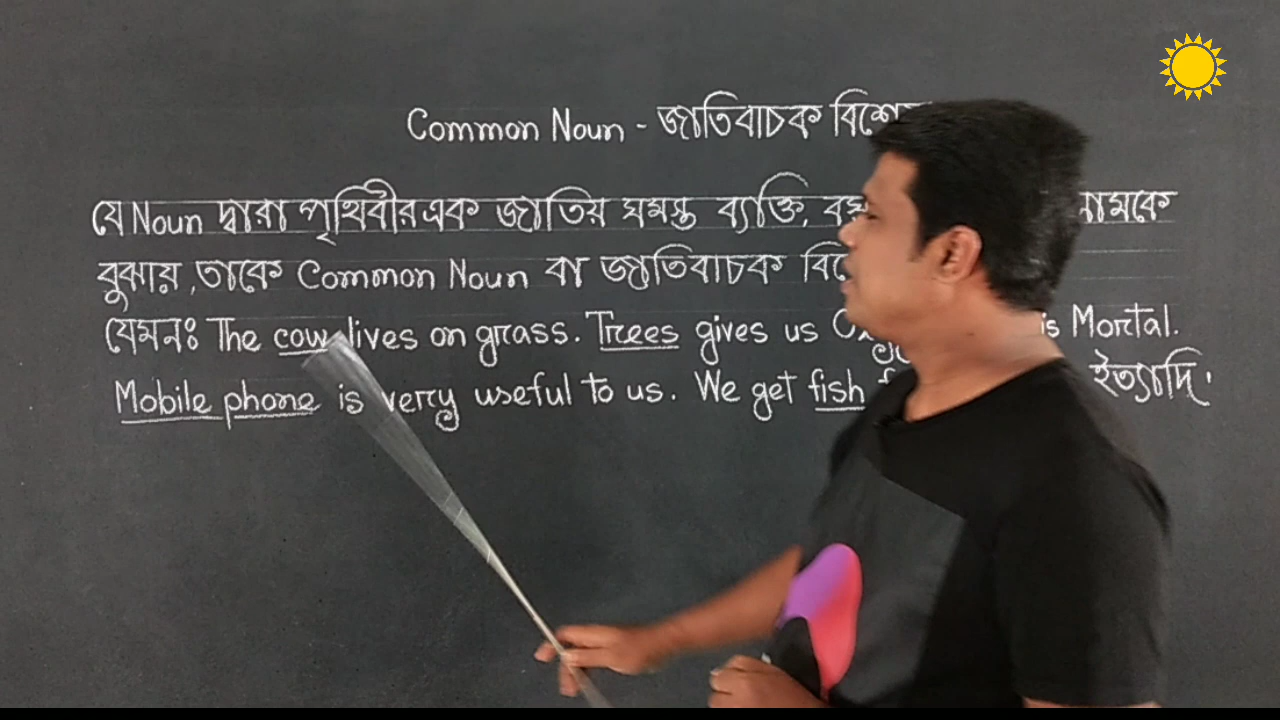 Common Noun - জাতিবাচক
যে Noun দ্বারা পৃথিবীর এক জাতিয় সমস্ত ব্যক্তি, নামকে
বুঝায়, তাকে Common Noun বা জাতিবাচক
যেমনঃ The cow lives on grass. Trees gives us is Mortal.
Mobile phone is very useful to us. We get fish ইত্যাদি।